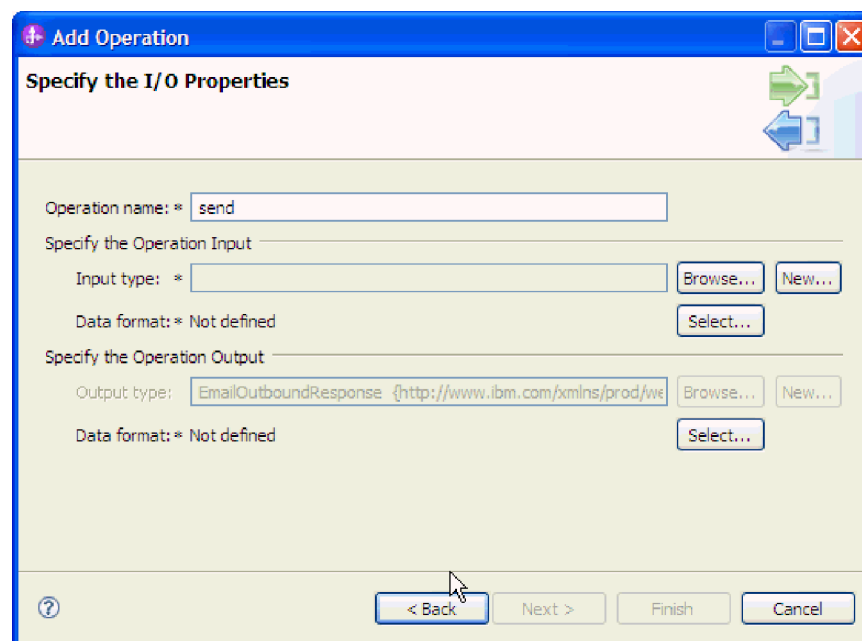 Add Operation
Specify the I/O Properties
Operation name: * send
Specify the Operation Input
Input type: * Browse... New...
Data format: * Not defined Select...
Specify the Operation Output
Output type: EmailOutboundResponse {http://www.ibm.com/xmlns/prod/we Browse... New...
Data format: * Not defined Select...
? < Back Next > Finish Cancel